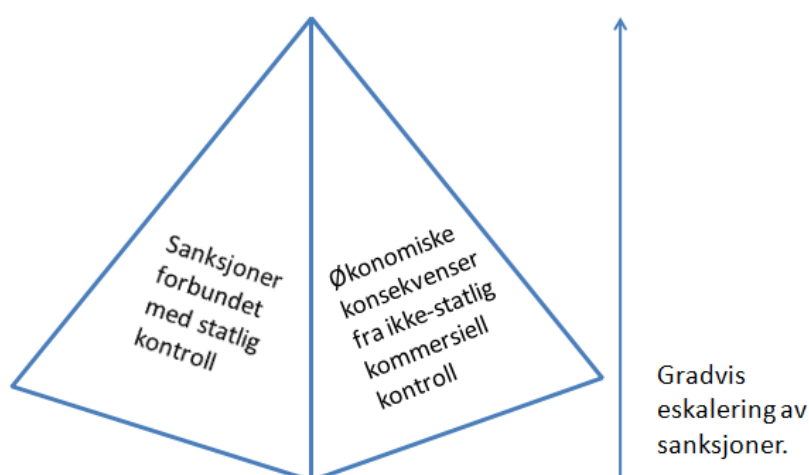 Sanksjoner
forbundet
med statlig
kontroll
Økonomiske
konsekvenser
fra ikke-statlig
kommersiell
kontroll
Gradvis
eskalering av
sanksjoner.